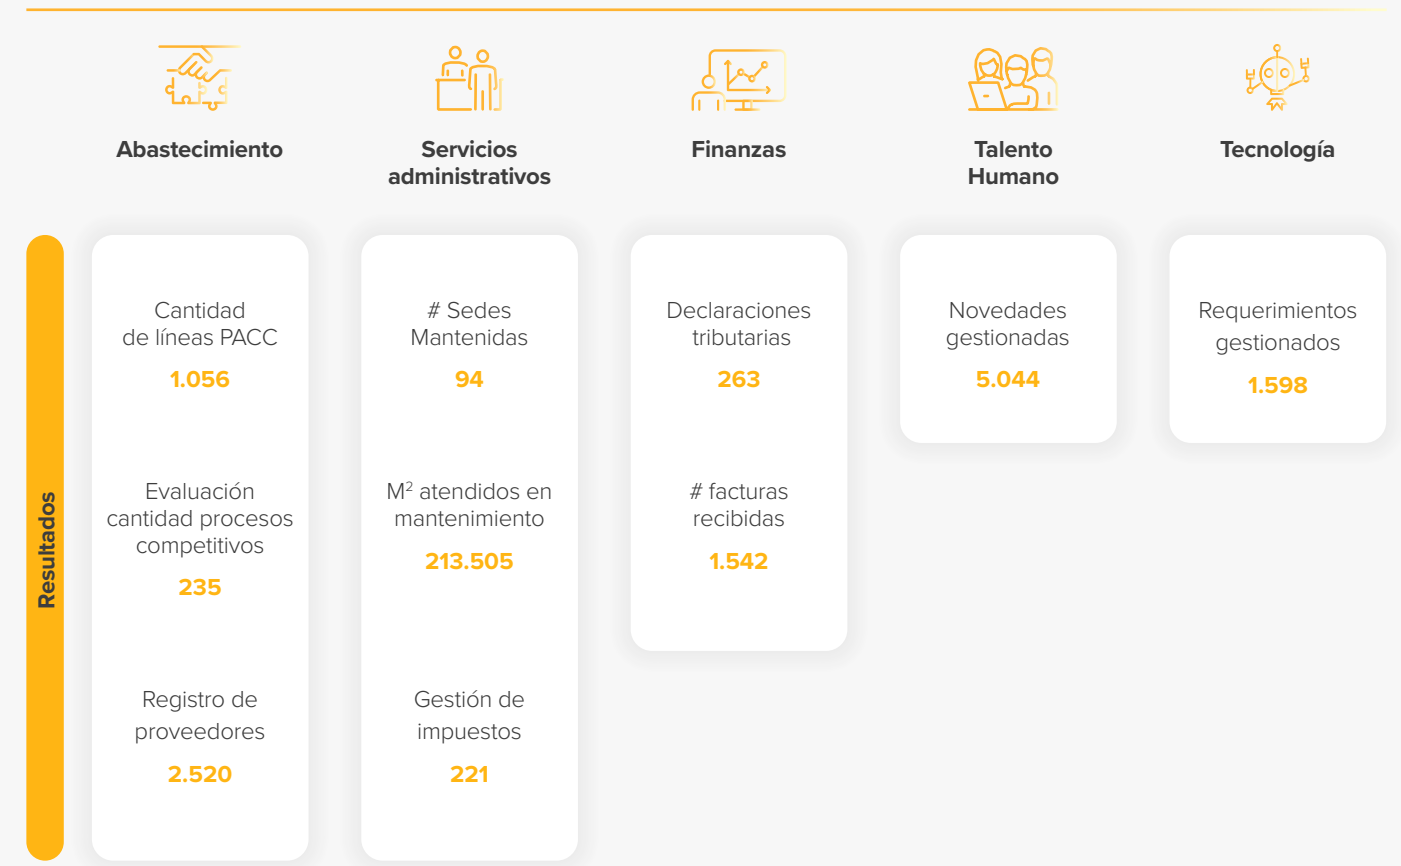 Abastecimiento
Servicios
administrativos
Finanzas
Talento
Humano
Tecnología
Resultados
Cantidad
de líneas PACC
1.056
Evaluación
cantidad procesos
competitivos
235
Registro de
proveedores
2.520
# Sedes
Mantenidas
94
M² atendidos en
mantenimiento
213.505
Gestión de
impuestos
221
Declaraciones
tributarias
263
# facturas
recibidas
1.542
Novedades
gestionadas
5.044
Requerimientos
gestionados
1.598